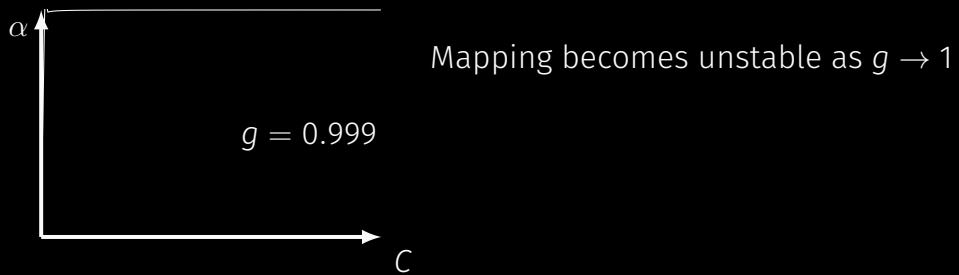 α
Mapping becomes unstable as g → 1
g = 0.999
C